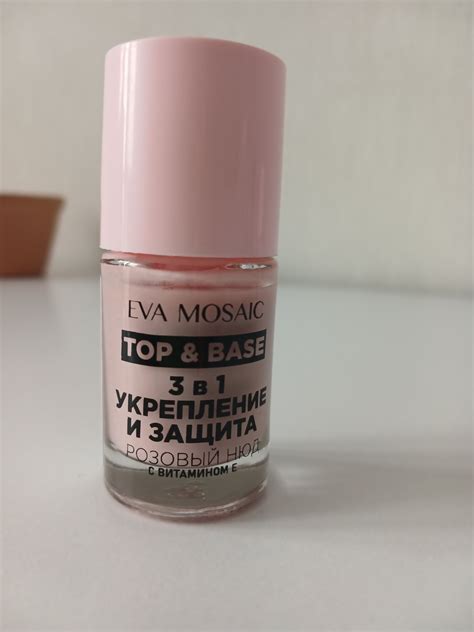 EVA MOSAIC
TOP & BASE
3 в 1
УКРЕПЛЕНИЕ
И ЗАЩИТА
РОЗОВЫЙ НЮД
С ВИТАМИНОМ Е